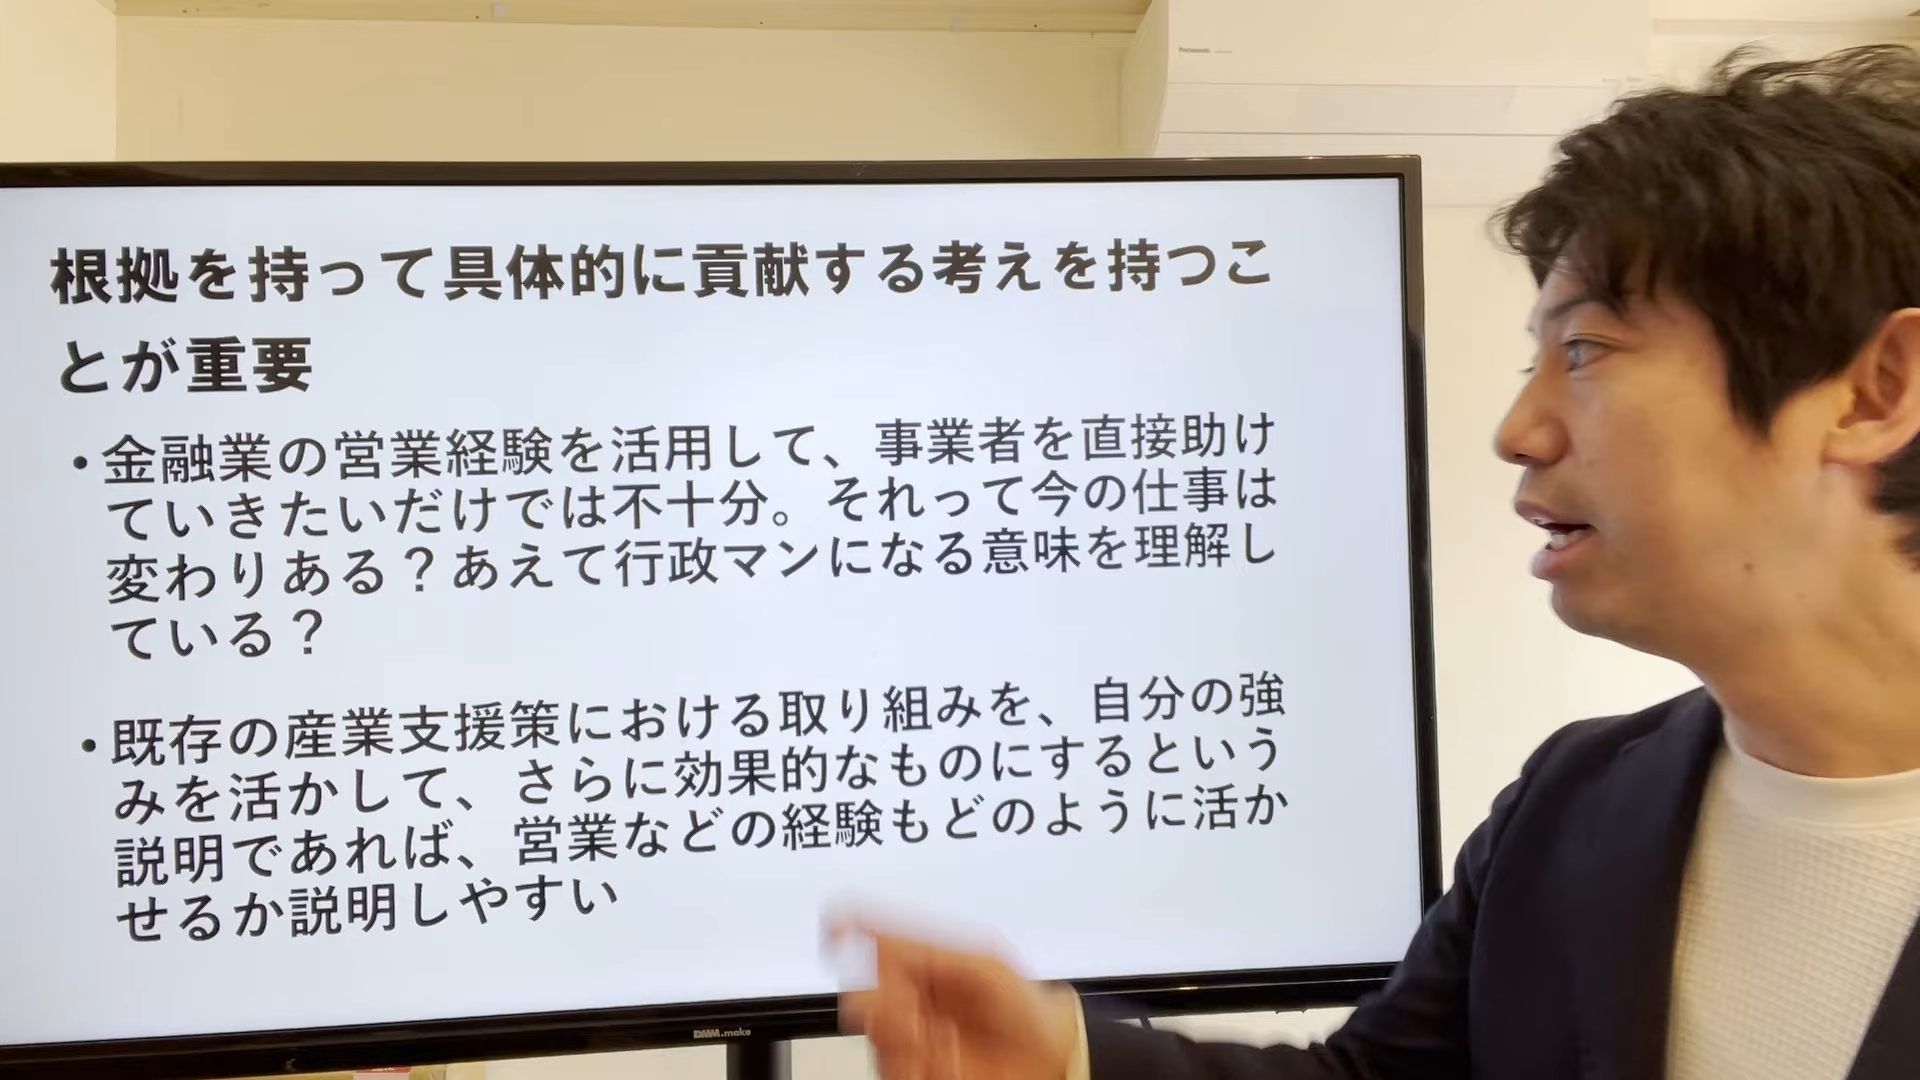 Panasonic
根拠を持って具体的に貢献する考えを持つこ
とが重要
・金融業の営業経験を活用して、事業者を直接助け
ていきたいだけでは不十分。それって今の仕事は
変わりある？あえて行政マンになる意味を理解し
ている？
・既存の産業支援策における取り組みを、自分の強
みを活かして、さらに効果的なものにするという
説明であれば、営業などの経験もどのように活か
せるか説明しやすい
DMM.make